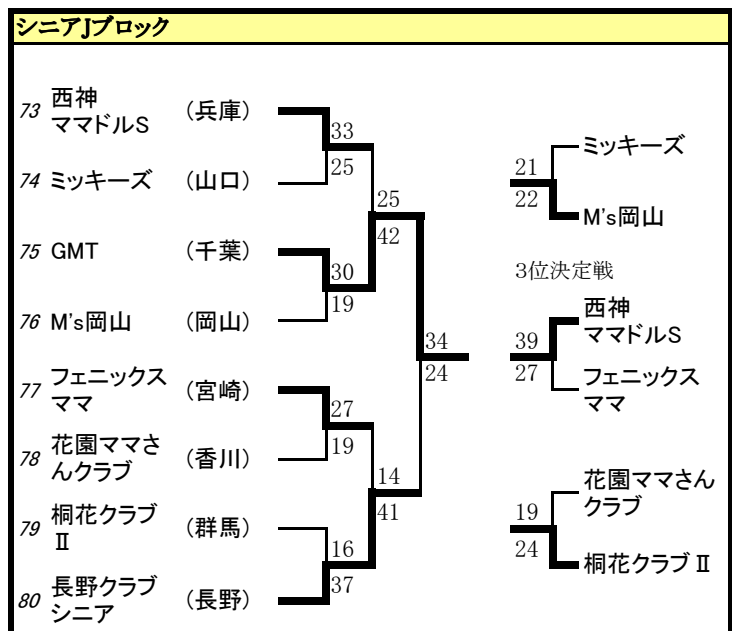 シニアJブロック
73 西神
ママドルS (兵庫)
74 ミッキーズ (山口)
75 GMT (千葉)
76 M's岡山 (岡山)
77 フェニックス
ママ (宮崎)
78 花園ママさ
んクラブ (香川)
79 桐花クラブ
Ⅱ (群馬)
80 長野クラブ
シニア (長野)
33
25
30
19
27
19
16
37
25
42
14
41
34
24
ミッキーズ
21
22
M's岡山
3位決定戦
西神
ママドルS
39
27
フェニックス
ママ
花園ママさん
クラブ
19
24
桐花クラブⅡ